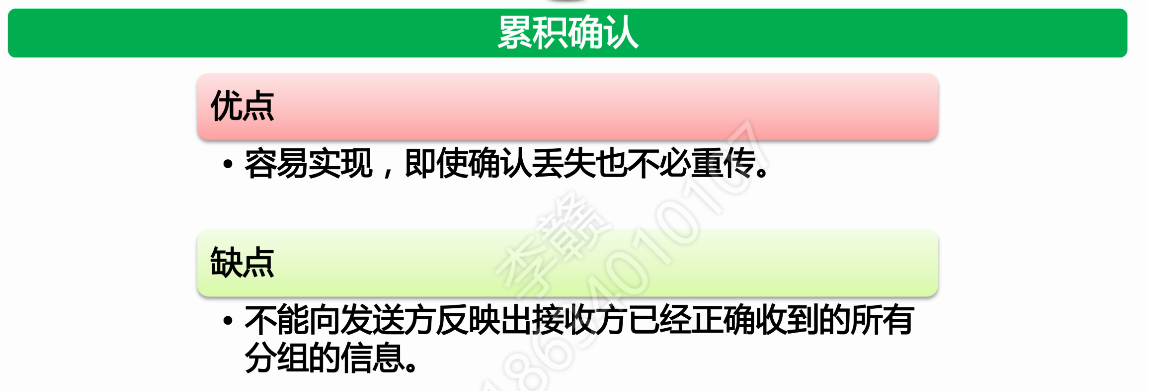 累积确认
优点
• 容易实现，即使确认丢失也不必重传。
缺点
• 不能向发送方反映出接收方已经正确收到的所有
分组的信息。
李赣
18654010107